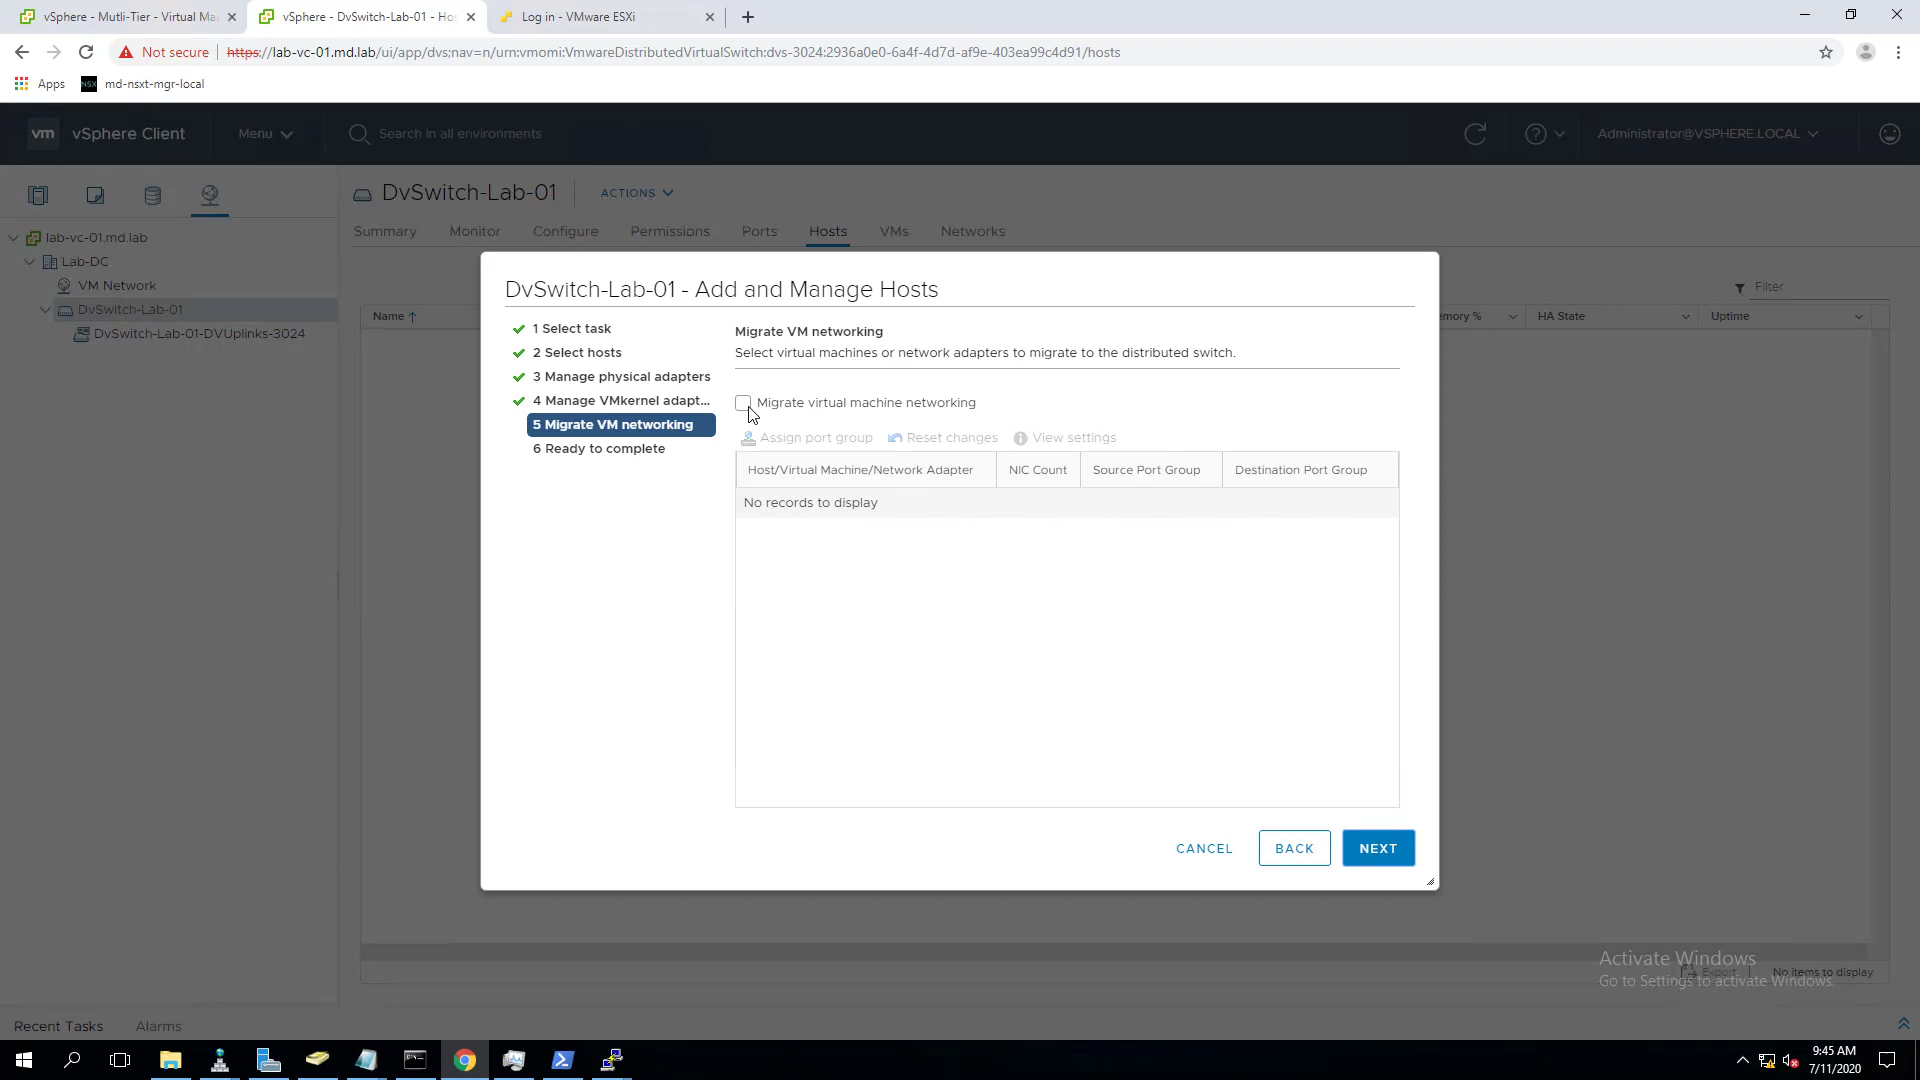 vSphere - Mutli-Tier - Virtual Ma
vSphere - DvSwitch-Lab-01 - Hos
Log in - VMware ESXi
Not secure
https://lab-vc-01.md.lab/ui/app/dvs;nav=n/urn:vmomi:VmwareDistributedVirtualSwitch:dvs-3024:2936a0e0-6a4f-4d7d-af9e-403ea99c4d91/hosts
Apps
NSX
md-nsxt-mgr-local
vm
vSphere Client
Menu
Search in all environments
Administrator@VSPHERE.LOCAL
DvSwitch-Lab-01
ACTIONS
Summary
Monitor
Configure
Permissions
Ports
Hosts
VMs
Networks
lab-vc-01.md.lab
Lab-DC
VM Network
DvSwitch-Lab-01
DvSwitch-Lab-01-DVUplinks-3024
Filter
Name
emory %
HA State
Uptime
DvSwitch-Lab-01 - Add and Manage Hosts
1 Select task
2 Select hosts
3 Manage physical adapters
4 Manage VMkernel adapt...
5 Migrate VM networking
6 Ready to complete
Migrate VM networking
Select virtual machines or network adapters to migrate to the distributed switch.
Migrate virtual machine networking
Assign port group
Reset changes
View settings
Host/Virtual Machine/Network Adapter
NIC Count
Source Port Group
Destination Port Group
No records to display
CANCEL
BACK
NEXT
Activate Windows
Go to Settings to activate Windows.
Export
No items to display
Recent Tasks
Alarms
9:45 AM
7/11/2020